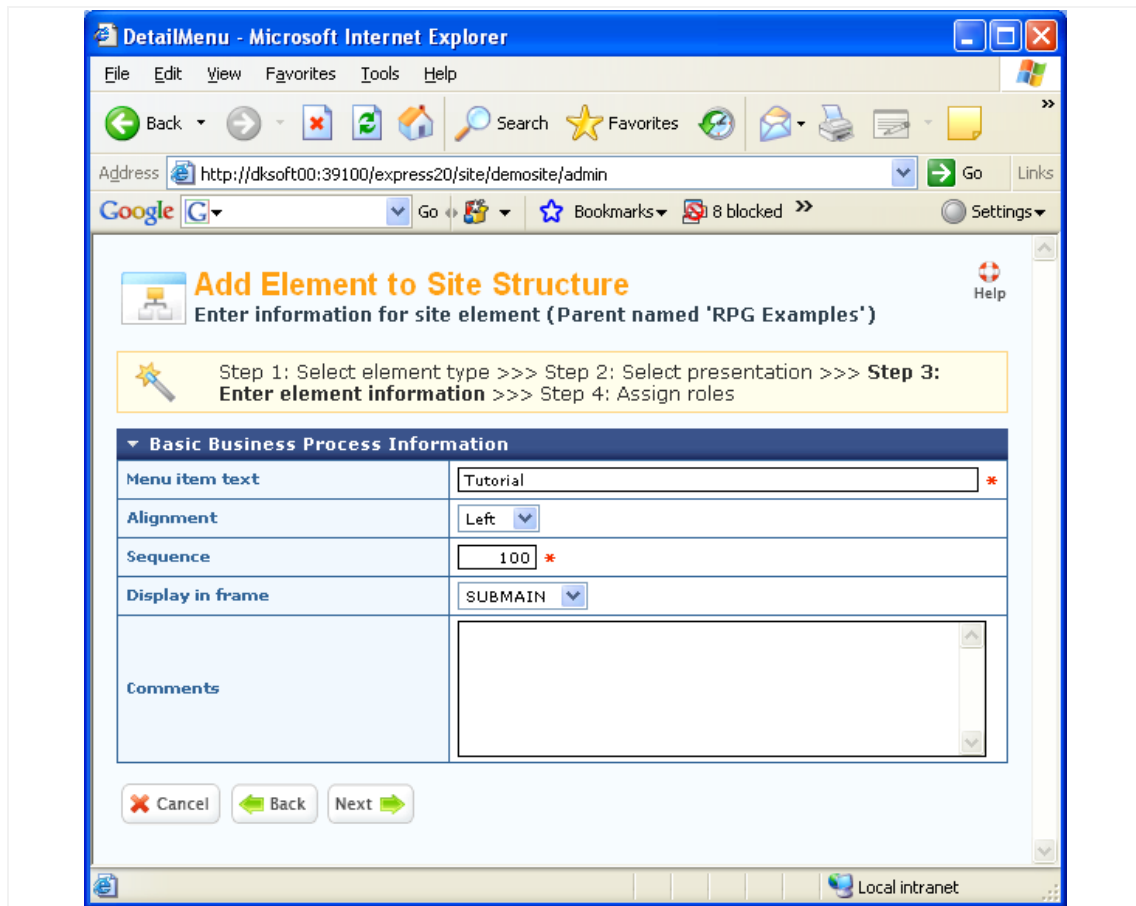 DetailMenu - Microsoft Internet Explorer
File Edit View Favorites Tools Help
Back Search Favorites »
Address http://dksoft00:39100/express20/site/demosite/admin Go Links
Google G Go Bookmarks 8 blocked » Settings
Add Element to Site Structure
Help
Enter information for site element (Parent named 'RPG Examples')
Step 1: Select element type >>> Step 2: Select presentation >>> Step 3:
Enter element information >>> Step 4: Assign roles
Basic Business Process Information
Menu item text Tutorial *
Alignment Left
Sequence 100 *
Display in frame SUBMAIN
Comments
Cancel Back Next
Local intranet